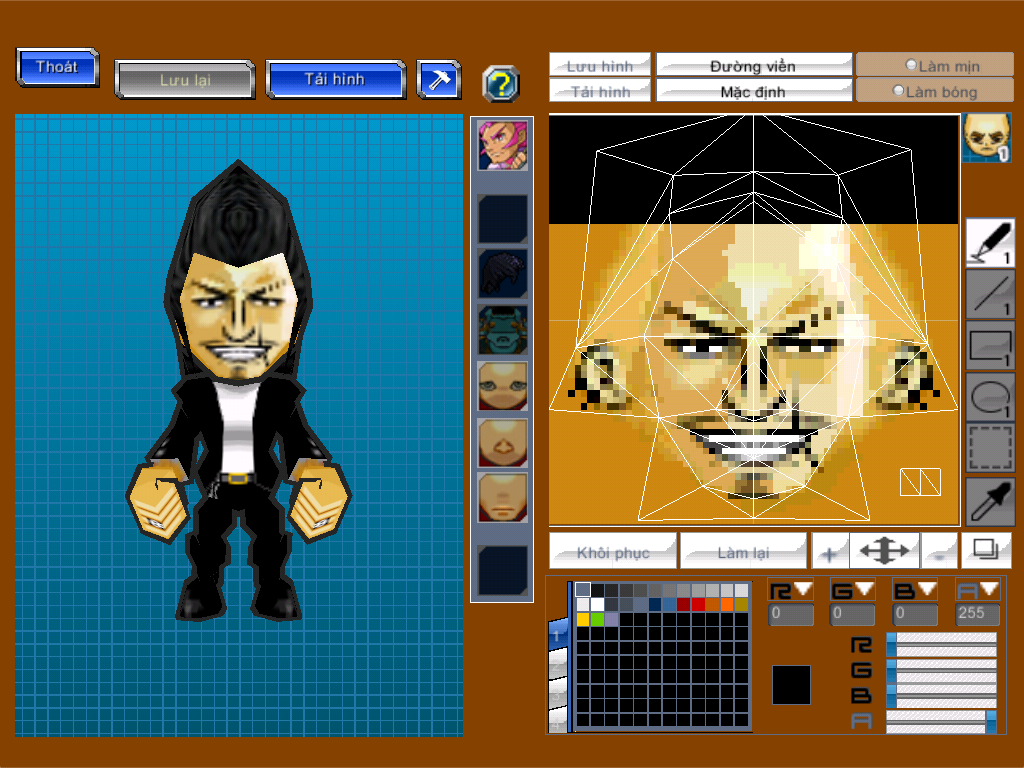 Thoát
Lưu lại
Tải hình
?
Lưu hình
Đường viền
Làm mịn
Tải hình
Mặc định
Làm bóng
1
1
1
1
1
Khôi phục
Làm lại
+
-
R
G
B
A
0
0
0
255
1
R
G
B
A